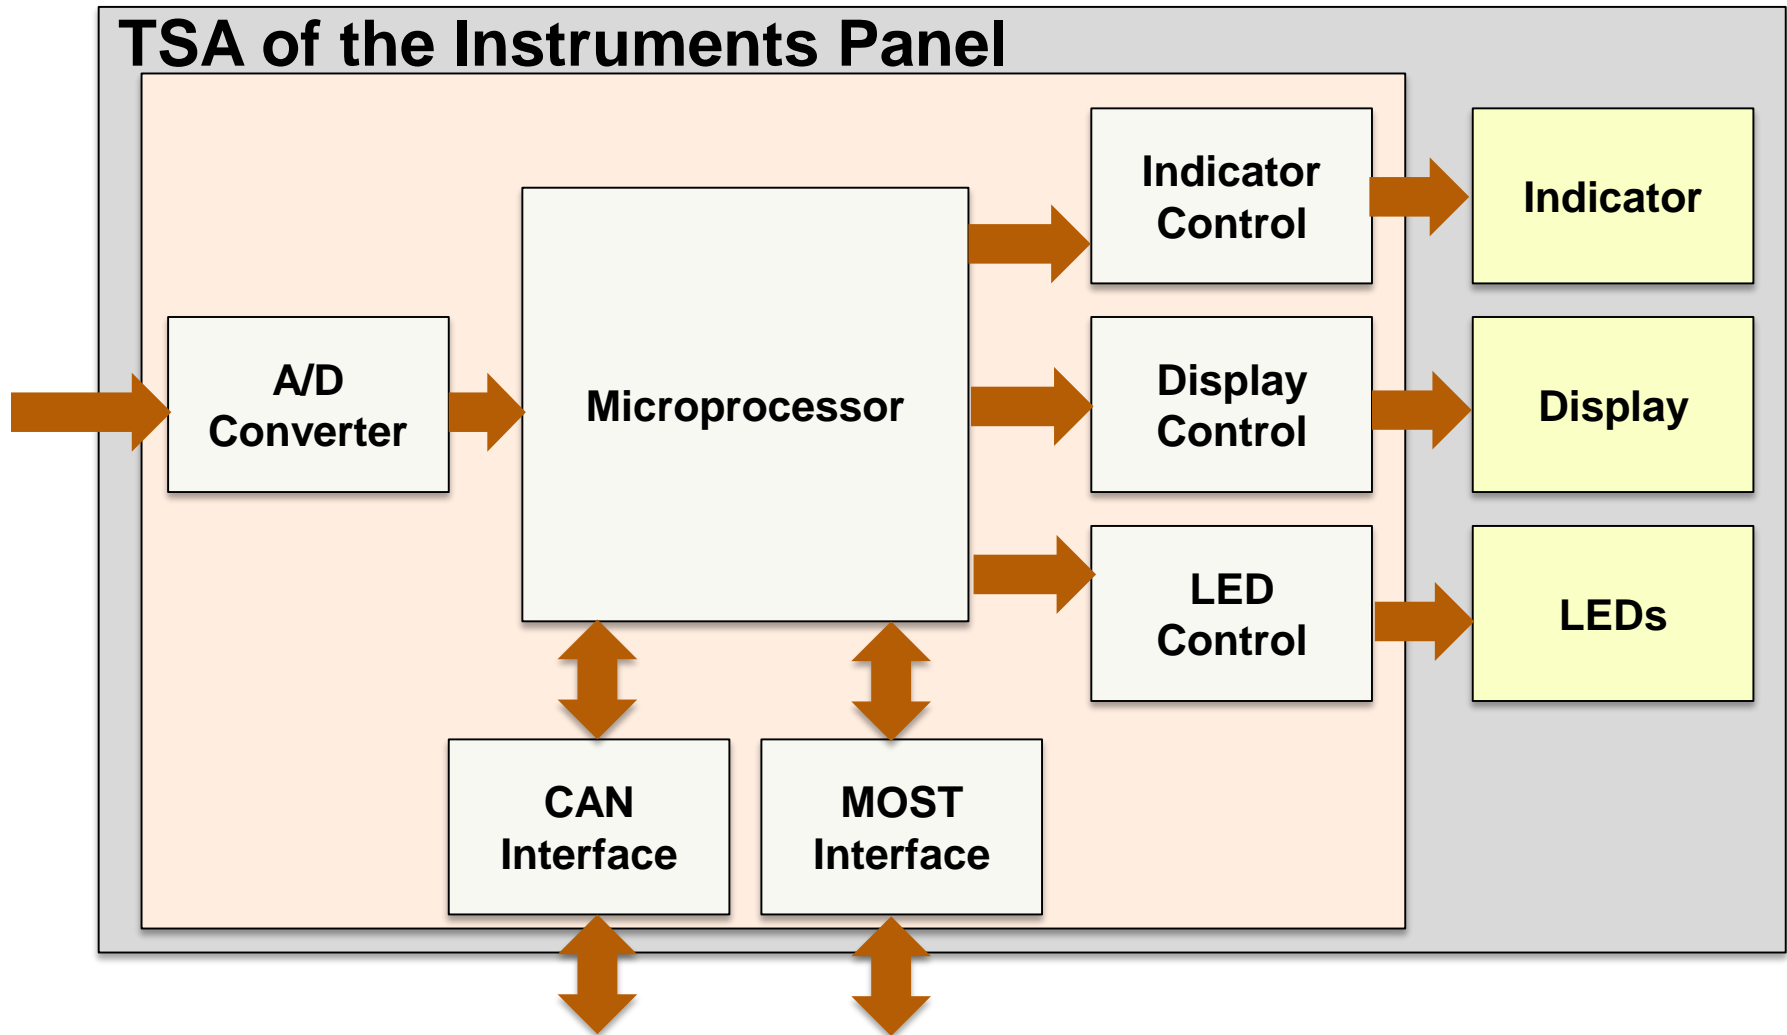 TSA of the Instruments Panel
Indicator
Control
Indicator
A/D
Converter
Microprocessor
Display
Control
Display
LED
Control
LEDs
CAN
Interface
MOST
Interface